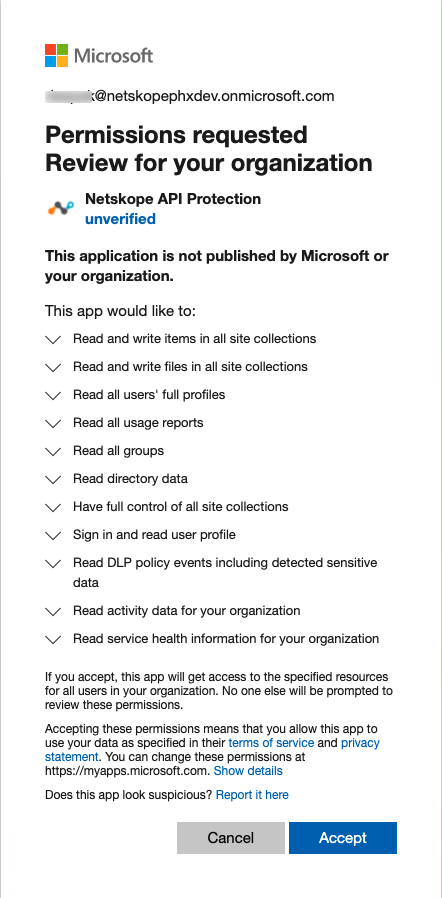 Microsoft
@netskopephxdev.onmicrosoft.com
Permissions requested
Review for your organization
Netskope API Protection
unverified
This application is not published by Microsoft or
your organization.
This app would like to:
Read and write items in all site collections
Read and write files in all site collections
Read all users' full profiles
Read all usage reports
Read all groups
Read directory data
Have full control of all site collections
Sign in and read user profile
Read DLP policy events including detected sensitive
data
Read activity data for your organization
Read service health information for your organization
If you accept, this app will get access to the specified resources
for all users in your organization. No one else will be prompted to
review these permissions.
Accepting these permissions means that you allow this app to
use your data as specified in their terms of service and privacy
statement. You can change these permissions at
https://myapps.microsoft.com. Show details
Does this app look suspicious? Report it here
Cancel
Accept